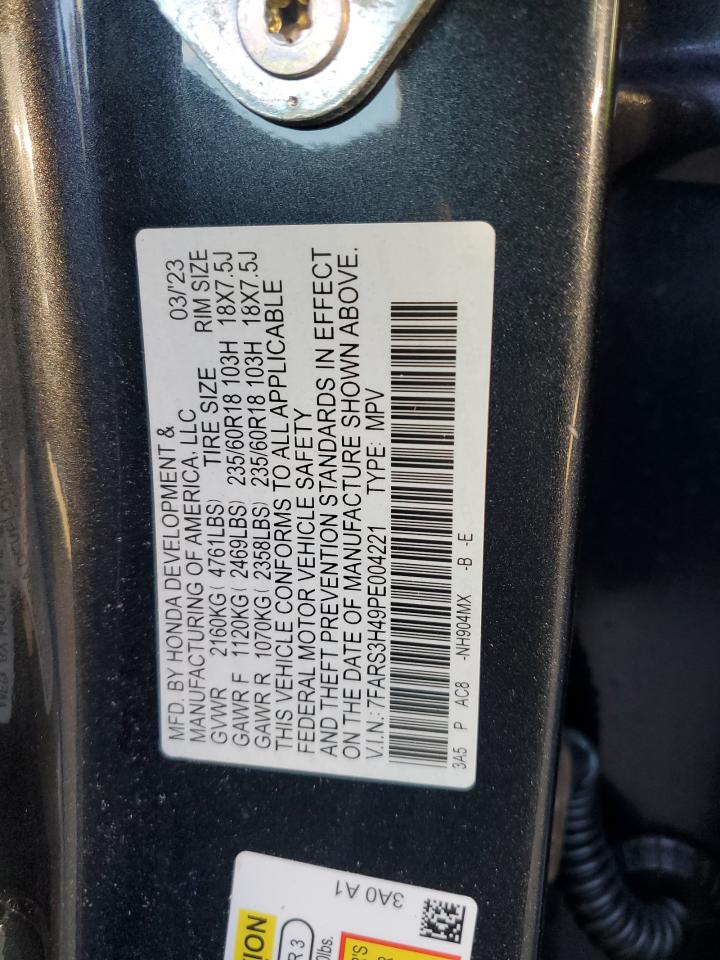 MFD. BY HONDA DEVELOPMENT &
MANUFACTURING OF AMERICA, LLC 03/'23
GVWR 2160KG ( 4761LBS) TIRE SIZE RIM SIZE
GAWR F 1120KG ( 2469LBS) 235/60R18 103H 18X7.5J
GAWR R 1070KG ( 2358LBS) 235/60R18 103H 18X7.5J
THIS VEHICLE CONFORMS TO ALL APPLICABLE
FEDERAL MOTOR VEHICLE SAFETY
AND THEFT PREVENTION STANDARDS IN EFFECT
ON THE DATE OF MANUFACTURE SHOWN ABOVE.
V.I.N.: 7FARS3H49PE004221 TYPE: MPV
3A5 P AC8 -NH904MX -B -E
3A0 A1